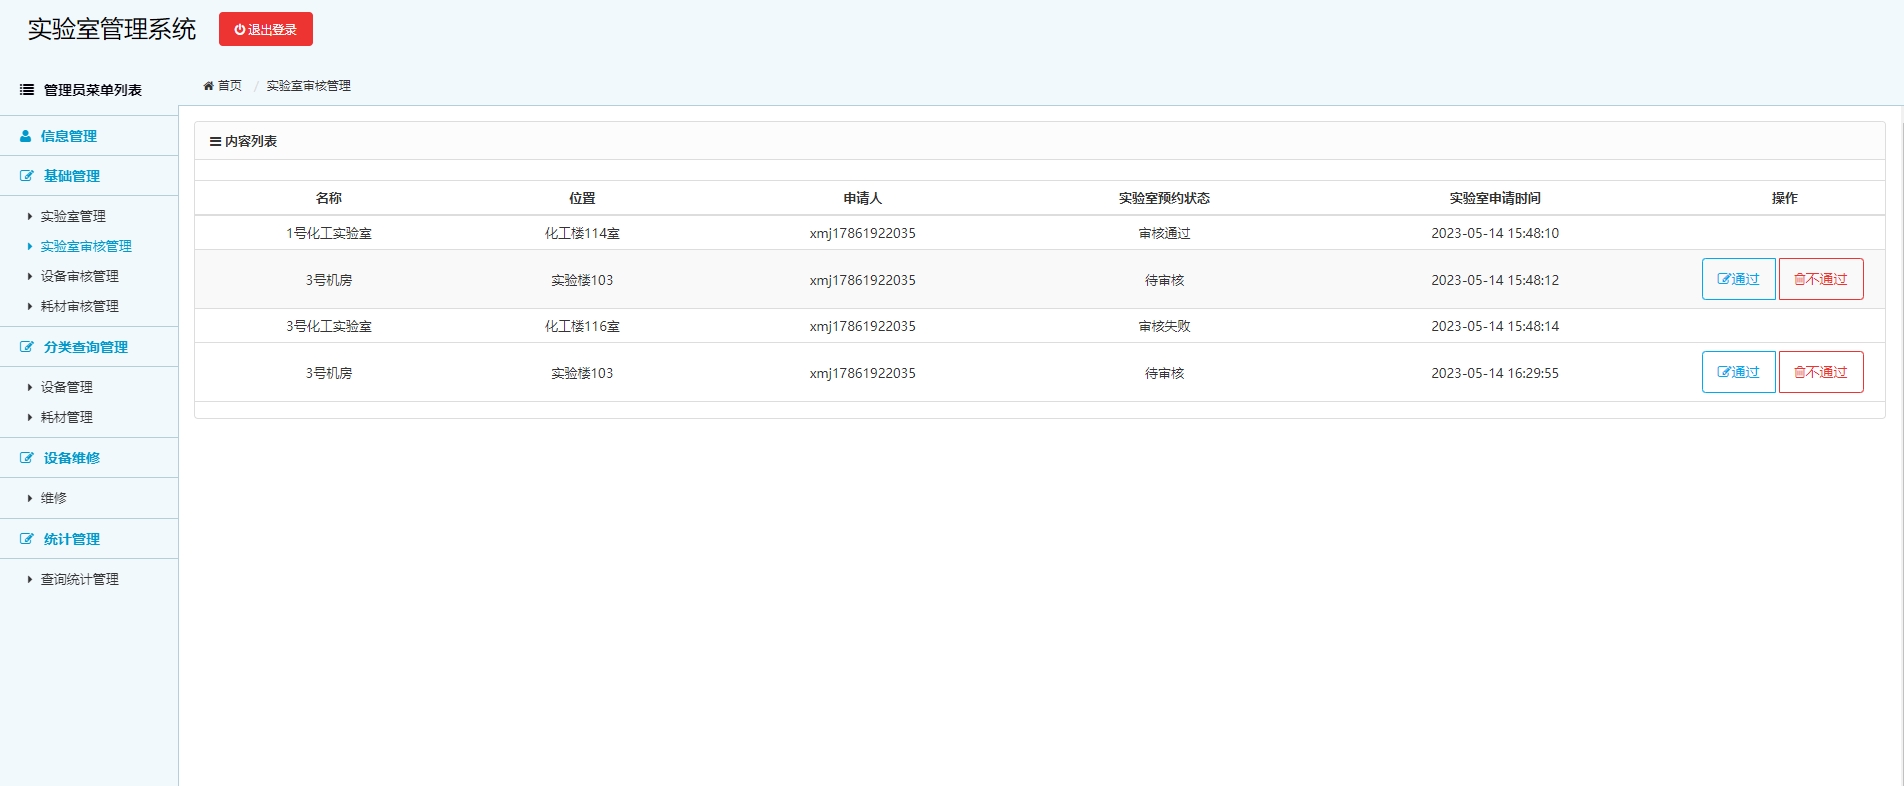 实验室管理系统 退出登录
管理员菜单列表
信息管理
基础管理
实验室管理
实验室审核管理
设备审核管理
耗材审核管理
分类查询管理
设备管理
耗材管理
设备维修
维修
统计管理
查询统计管理
首页 / 实验室审核管理
内容列表
名称 位置 申请人 实验室预约状态 实验室申请时间 操作
1号化工实验室 化工楼114室 xmj17861922035 审核通过 2023-05-14 15:48:10
3号机房 实验楼103 xmj17861922035 待审核 2023-05-14 15:48:12 通过 不通过
3号化工实验室 化工楼116室 xmj17861922035 审核失败 2023-05-14 15:48:14
3号机房 实验楼103 xmj17861922035 待审核 2023-05-14 16:29:55 通过 不通过